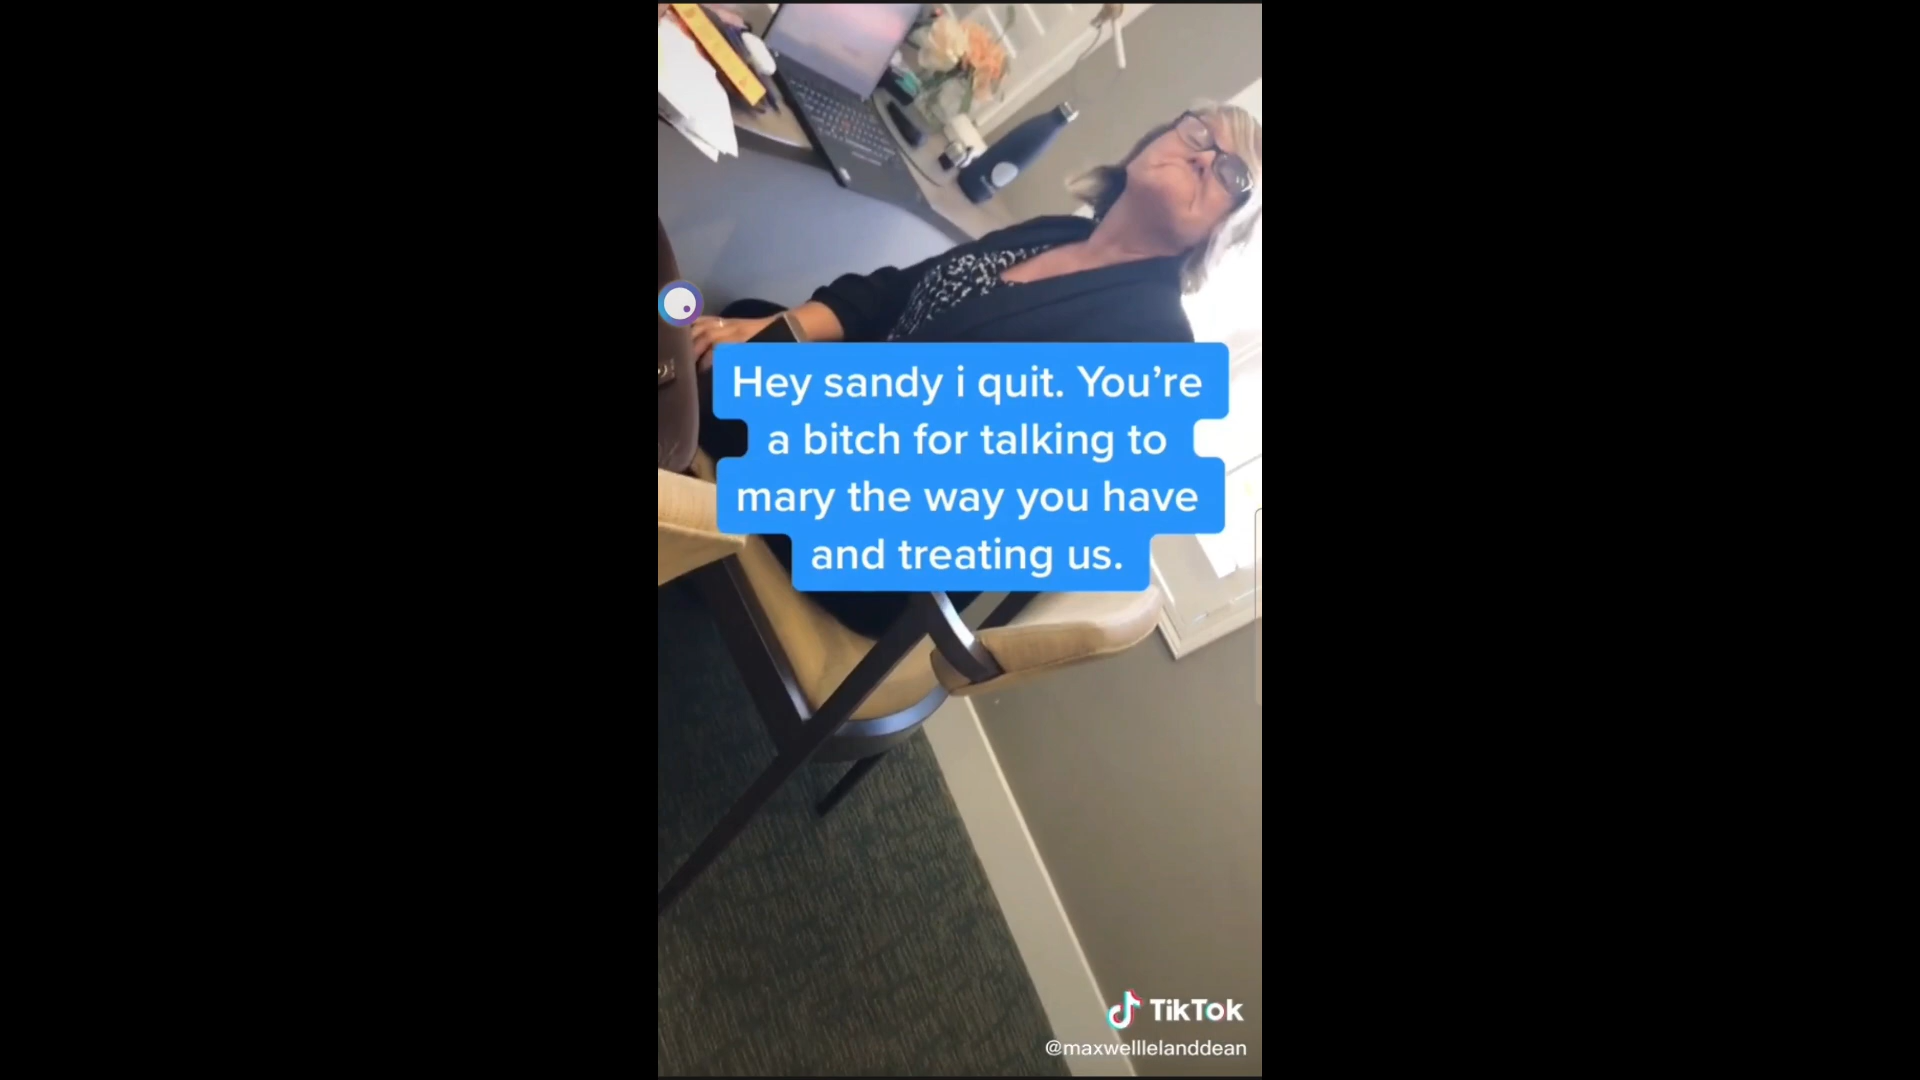 Hey sandy i quit. You’re
a bitch for talking to
mary the way you have
and treating us.
TikTok
@maxwelllelanddean